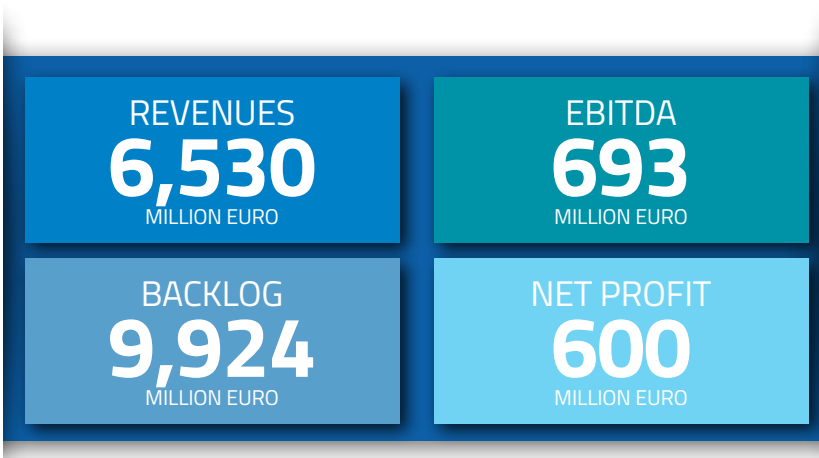 REVENUES
6,530
MILLION EURO
EBITDA
693
MILLION EURO
BACKLOG
9,924
MILLION EURO
NET PROFIT
600
MILLION EURO